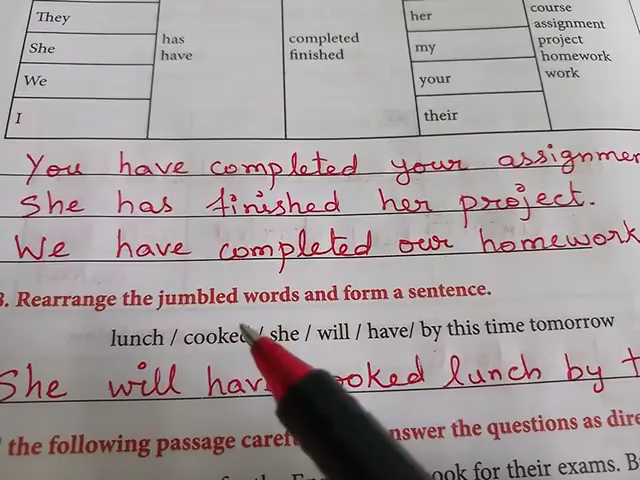 They
She
We
I
has
have
completed
finished
her
my
your
their
course
assignment
project
homework
work
You have completed your assignmen
She has finished her project.
We have completed our homework
3. Rearrange the jumbled words and form a sentence.
lunch / cooked / she / will / have/ by this time tomorrow
She will have cooked lunch by t
the following passage caref nswer the questions as dire
ook for their exams. B